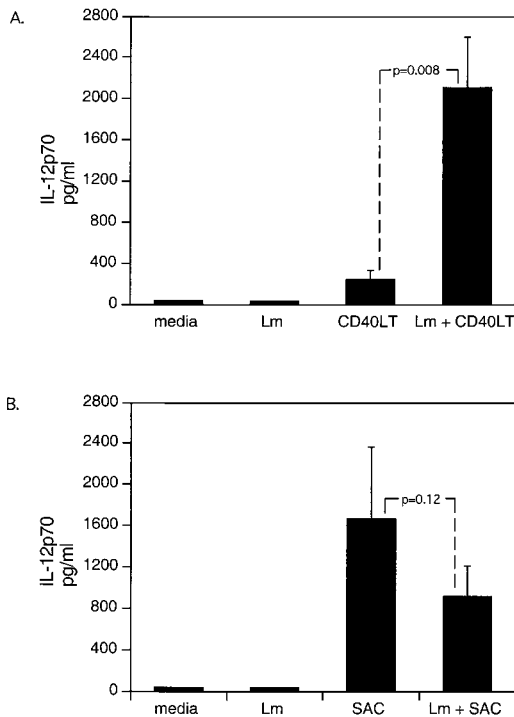 A.
IL-12p70
pg/ml
2800
2400
2000
1600
1200
800
400
0
p=0.008
media Lm CD40LT Lm + CD40LT
B.
iL-12p70
pg/ml
2800
2400
2000
1600
1200
800
400
0
p=0.12
media Lm SAC Lm + SAC